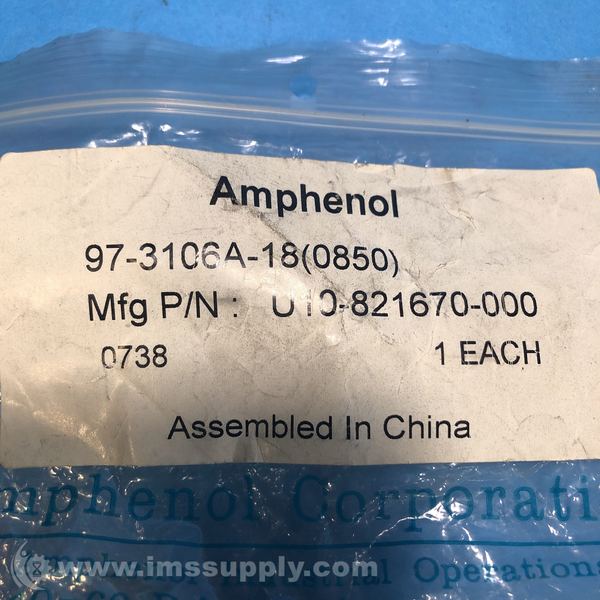 Amphenol
97-3106A-18(0850)
Mfg P/N : U10-821670-000
0738 1 EACH
Assembled In China
mphenol Corporati
Operations
www.imssupply.com